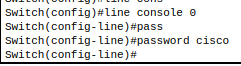 Switch(config)#line console 0
Switch(config-line)#pass
Switch(config-line)#password cisco
Switch(config-line)#